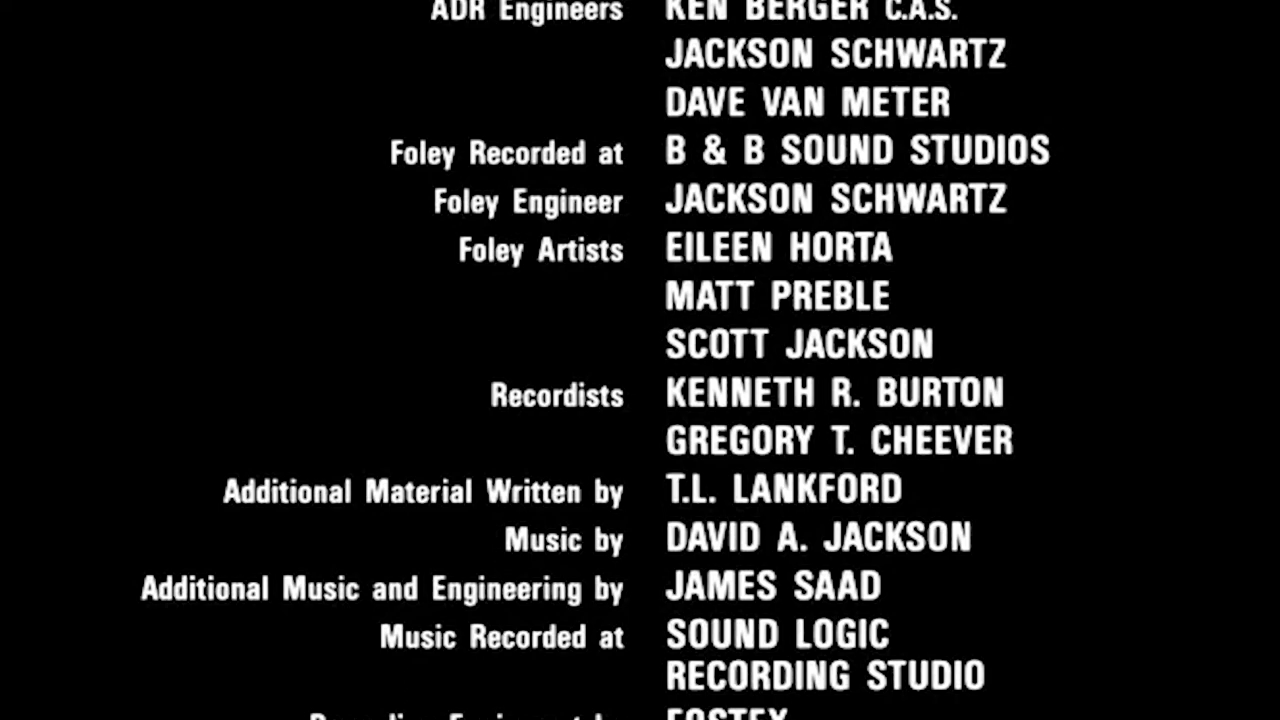 ADR Engineers KEN BERGER C.A.S.
JACKSON SCHWARTZ
DAVE VAN METER
Foley Recorded at B & B SOUND STUDIOS
Foley Engineer JACKSON SCHWARTZ
Foley Artists EILEEN HORTA
MATT PREBLE
SCOTT JACKSON
Recordists KENNETH R. BURTON
GREGORY T. CHEEVER
Additional Material Written by T.L. LANKFORD
Music by DAVID A. JACKSON
Additional Music and Engineering by JAMES SAAD
Music Recorded at SOUND LOGIC
RECORDING STUDIO
FOSTEX